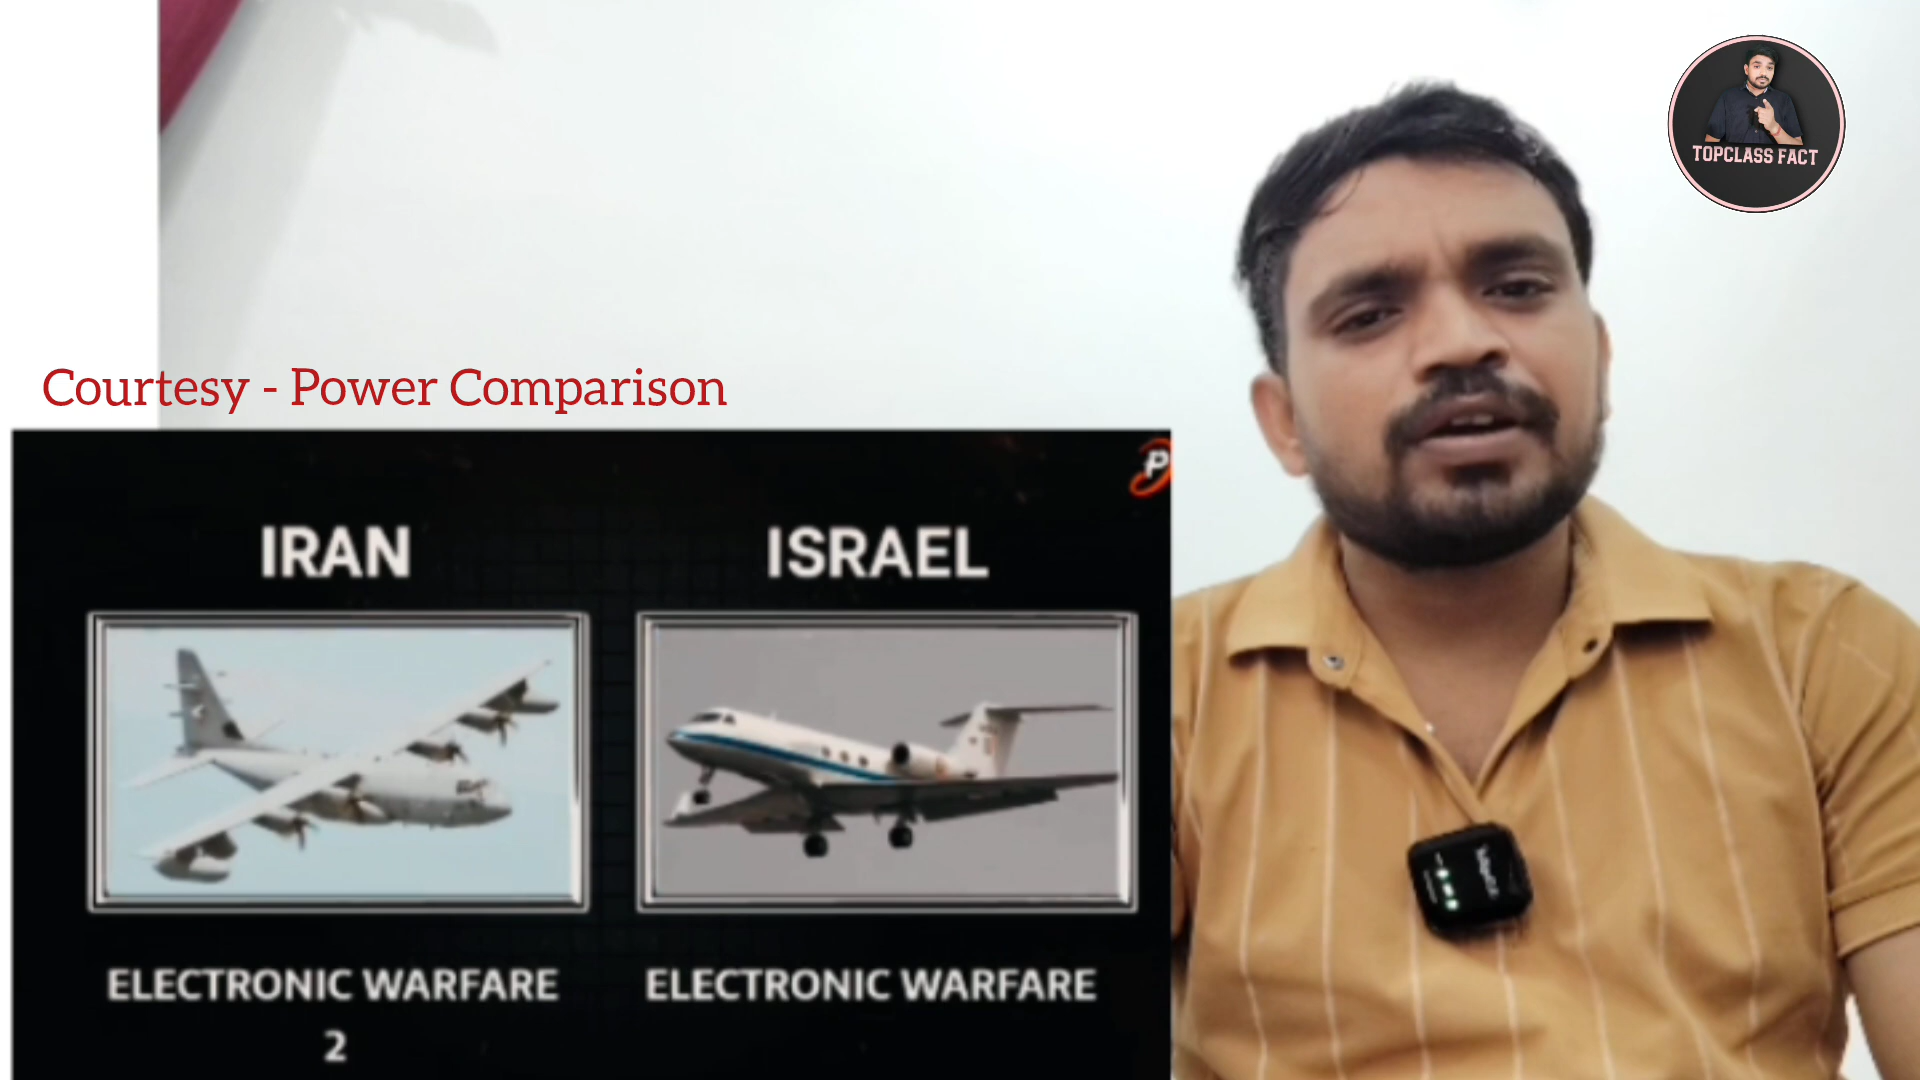 TOPCLASS FACT
Courtesy - Power Comparison
P
IRAN
ISRAEL
ELECTRONIC WARFARE
2
ELECTRONIC WARFARE